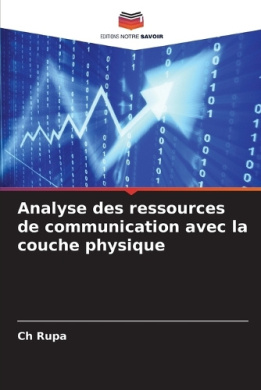 EDITIONS NOTRE SAVOIR
Analyse des ressources
de communication avec la
couche physique
Ch Rupa